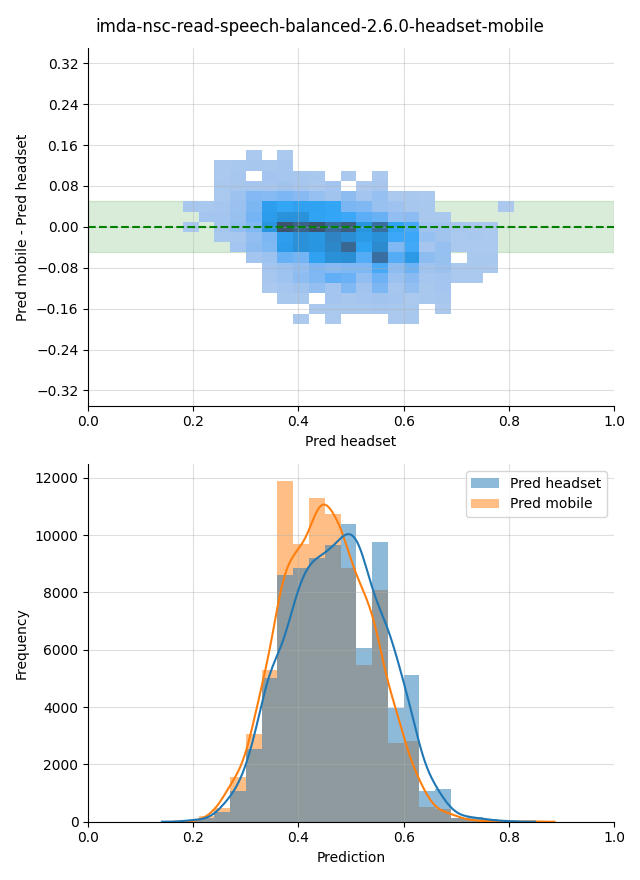 imda-nsc-read-speech-balanced-2.6.0-headset-mobile
Pred mobile - Pred headset
0.32
0.24
0.16
0.08
0.00
−0.08
−0.16
−0.24
−0.32
0.0 0.2 0.4 0.6 0.8 1.0
Pred headset
Frequency
12000
10000
8000
6000
4000
2000
0
Pred headset
Pred mobile
0.0 0.2 0.4 0.6 0.8 1.0
Prediction